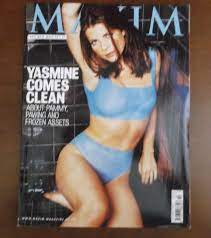 MAXIM
YASMINE
COMES
CLEAN
ABOUT PAMMY,
PAWING AND
FROZEN ASSETS